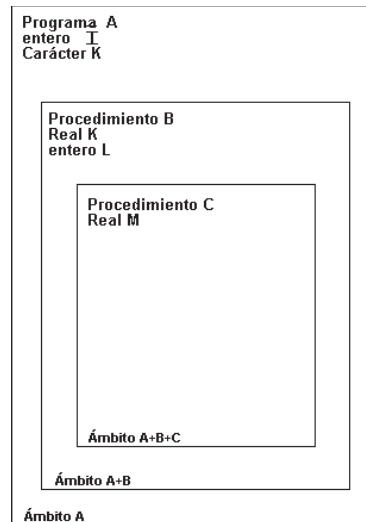 Programa A
entero I
Carácter K
Procedimiento B
Real K
entero L
Procedimiento C
Real M
Ámbito A+B+C
Ámbito A+B
Ámbito A